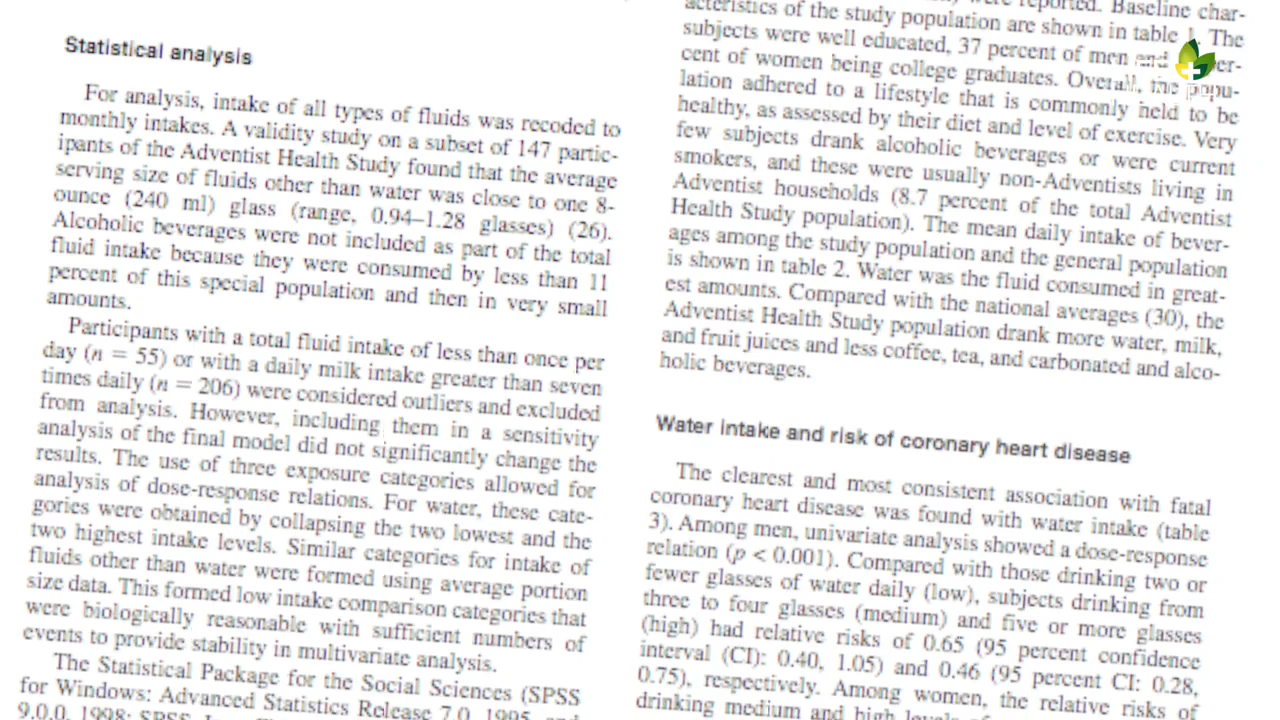 Statistical analysis
For analysis, intake of all types of fluids was recoded to
monthly intakes. A validity study on a subset of 147 partic-
ipants of the Adventist Health Study found that the average
serving size of fluids other than water was close to one 8-
ounce (240 ml) glass (range, 0.94–1.28 glasses) (26).
Alcoholic beverages were not included as part of the total
fluid intake because they were consumed by less than 11
percent of this special population and then in very small
amounts.
Participants with a total fluid intake of less than once per
day (n = 55) or with a daily milk intake greater than seven
times daily (n = 206) were considered outliers and excluded
from analysis. However, including them in a sensitivity
analysis of the final model did not significantly change the
results. The use of three exposure categories allowed for
analysis of dose-response relations. For water, these cate-
gories were obtained by collapsing the two lowest and the
two highest intake levels. Similar categories for intake of
fluids other than water were formed using average portion
size data. This formed low intake comparison categories that
were biologically reasonable with sufficient numbers of
events to provide stability in multivariate analysis.
The Statistical Package for the Social Sciences (SPSS
for Windows: Advanced Statistics Release 7.0, 1995, and
9.0.0, 1998; SPSS,
were reported. Baseline char-
acteristics of the study population are shown in table 1. The
subjects were well educated, 37 percent of men and
cent of women being college graduates. Overall, the popu-
lation adhered to a lifestyle that is commonly held to be
healthy, as assessed by their diet and level of exercise. Very
few subjects drank alcoholic beverages or were current
smokers, and these were usually non-Adventists living in
Adventist households (8.7 percent of the total Adventist
Health Study population). The mean daily intake of bever-
ages among the study population and the general population
is shown in table 2. Water was the fluid consumed in great-
est amounts. Compared with the national averages (30), the
Adventist Health Study population drank more water, milk,
and fruit juices and less coffee, tea, and carbonated and alco-
holic beverages.
Water intake and risk of coronary heart disease
The clearest and most consistent association with fatal
coronary heart disease was found with water intake (table
3). Among men, univariate analysis showed a dose-response
relation (p < 0.001). Compared with those drinking two or
fewer glasses of water daily (low), subjects drinking from
three to four glasses (medium) and five or more glasses
(high) had relative risks of 0.65 (95 percent confidence
interval (CI): 0.40, 1.05) and 0.46 (95 percent CI: 0.28,
0.75), respectively. Among women, the relative risks of
drinking medium and high levels of